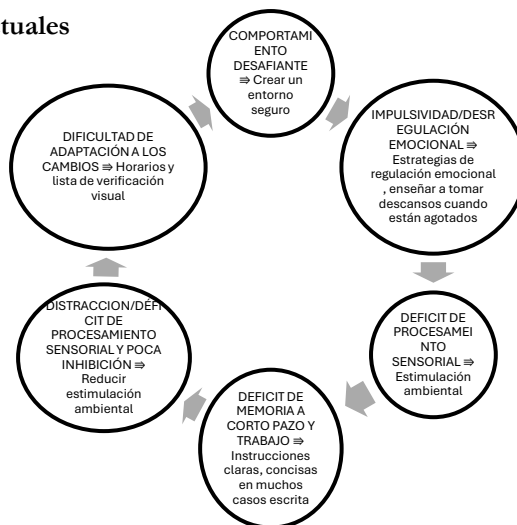 tuales
COMPORTAMI
ENTO
DESAFIANTE
⇛ Crear un
entorno
seguro
IMPULSIVIDAD/DESR
EGULACIÓN
EMOCIONAL ⇛
Estrategias de
regulación emocional
, enseñar a tomar
descansos cuando
están agotados
DEFICIT DE
PROCESAMEI
NTO
SENSORIAL ⇛
Estimulación
ambiental
DEFICIT DE
MEMORIA A
CORTO PAZO Y
TRABAJO ⇛
Instrucciones
claras, concisas
en muchos
casos escrita
DISTRACCION/DÉFI
CIT DE
PROCESAMIENTO
SENSORIAL Y POCA
INHIBICIÓN ⇛
Reducir
estimulación
ambiental
DIFICULTAD DE
ADAPTACIÓN A LOS
CAMBIOS ⇛ Horarios y
lista de verificación
visual